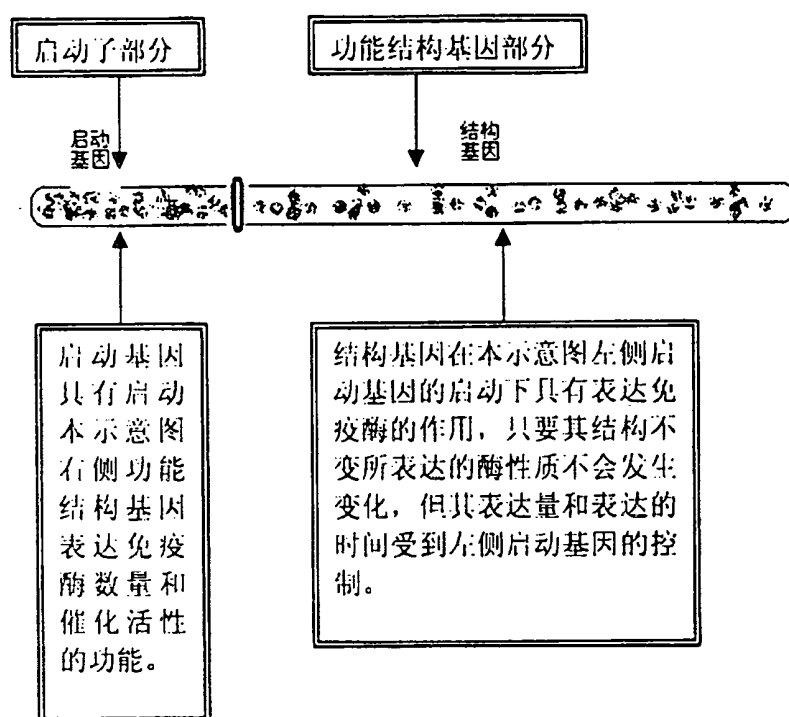 启动子部分
功能结构基因部分
启动
基因
结构
基因
启动基因
具有启动
本示意图
右侧功能
结构基因
表达免疫
酶数量和
催化活性
的功能。
结构基因在本示意图左侧启
动基因的启动下具有表达免
疫酶的作用，只要其结构不
变所表达的酶性质不会发生
变化，但其表达量和表达的
时间受到左侧启动基因的控
制。